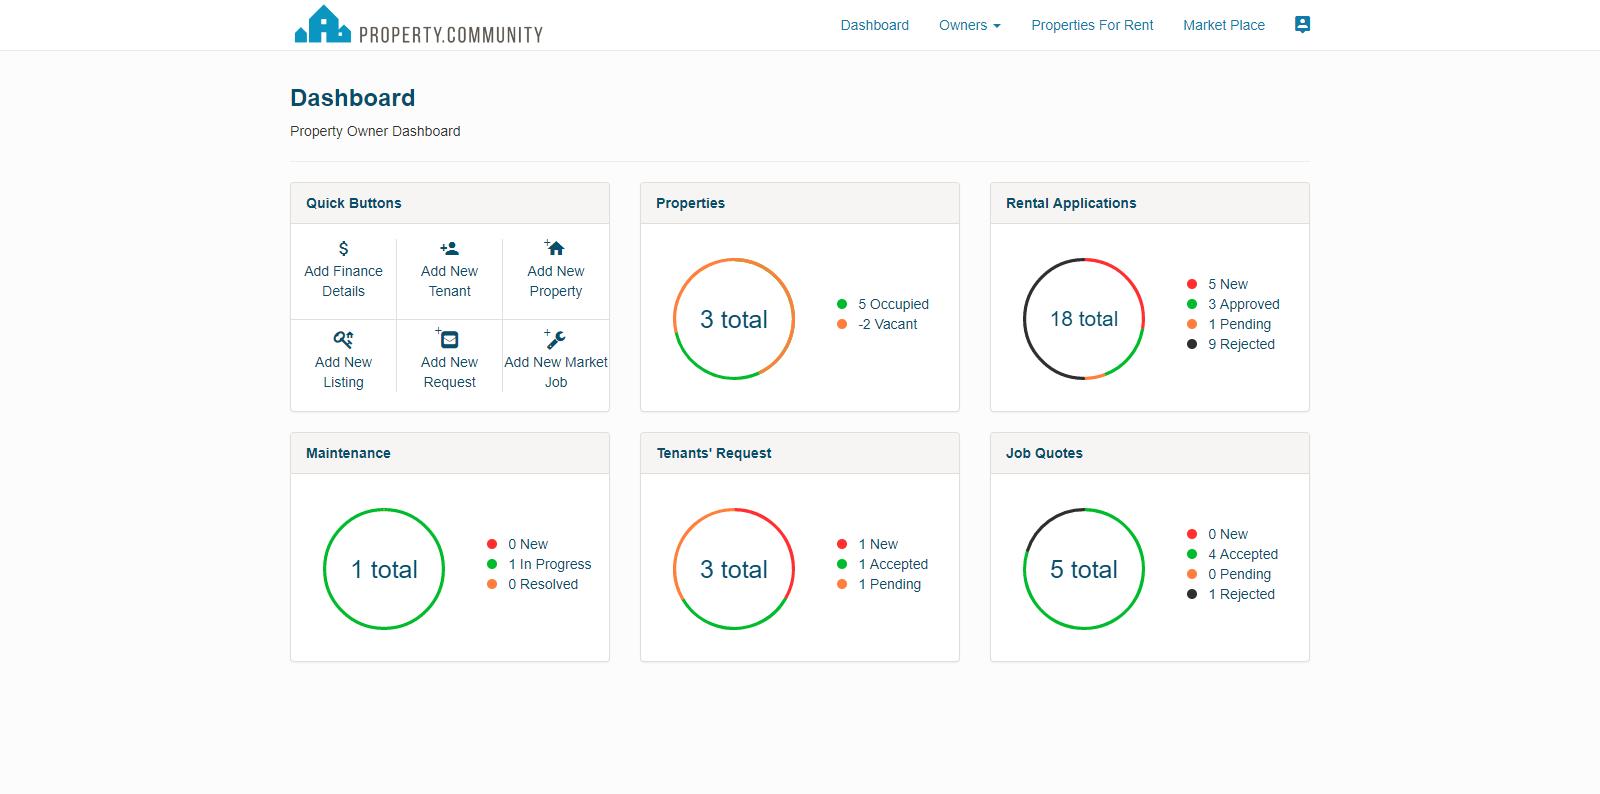 PROPERTY.COMMUNITY
Dashboard
Owners
Properties For Rent
Market Place
Dashboard
Property Owner Dashboard
Quick Buttons
Add Finance
Details
Add New
Tenant
Add New
Property
Add New
Listing
Add New
Request
Add New Market
Job
Properties
3 total
5 Occupied
-2 Vacant
Rental Applications
18 total
5 New
3 Approved
1 Pending
9 Rejected
Maintenance
1 total
0 New
1 In Progress
0 Resolved
Tenants' Request
3 total
1 New
1 Accepted
1 Pending
Job Quotes
5 total
0 New
4 Accepted
0 Pending
1 Rejected